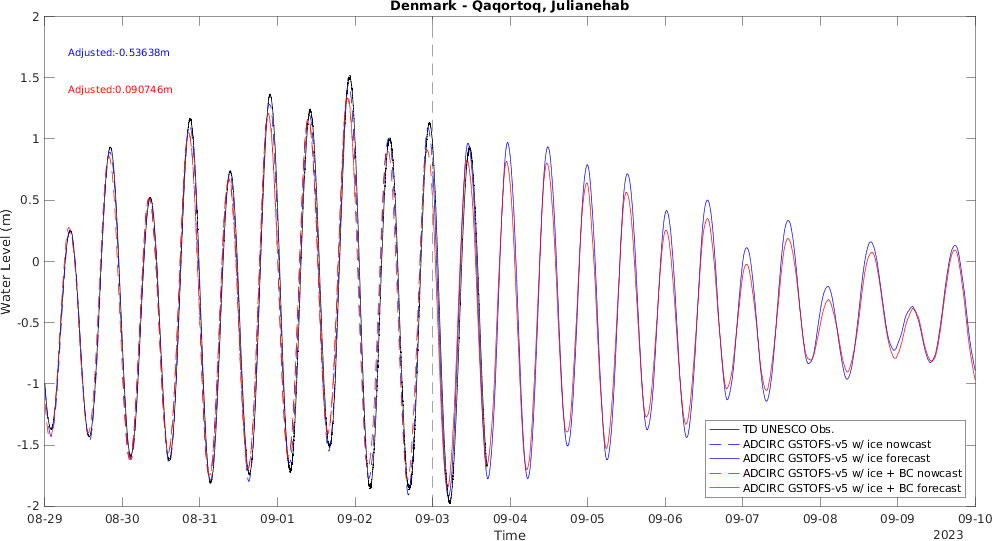 Denmark - Qaqortoq, Julianehab
Adjusted:-0.53638m
Adjusted:0.090746m
Water Level (m)
2
1.5
1
0.5
0
-0.5
-1
-1.5
-2
08-29 08-30 08-31 09-01 09-02 09-03 09-04 09-05 09-06 09-07 09-08 09-09 09-10
Time
2023
TD UNESCO Obs.
ADCIRC GSTOFS-v5 w/ ice nowcast
ADCIRC GSTOFS-v5 w/ ice forecast
ADCIRC GSTOFS-v5 w/ ice + BC nowcast
ADCIRC GSTOFS-v5 w/ ice + BC forecast